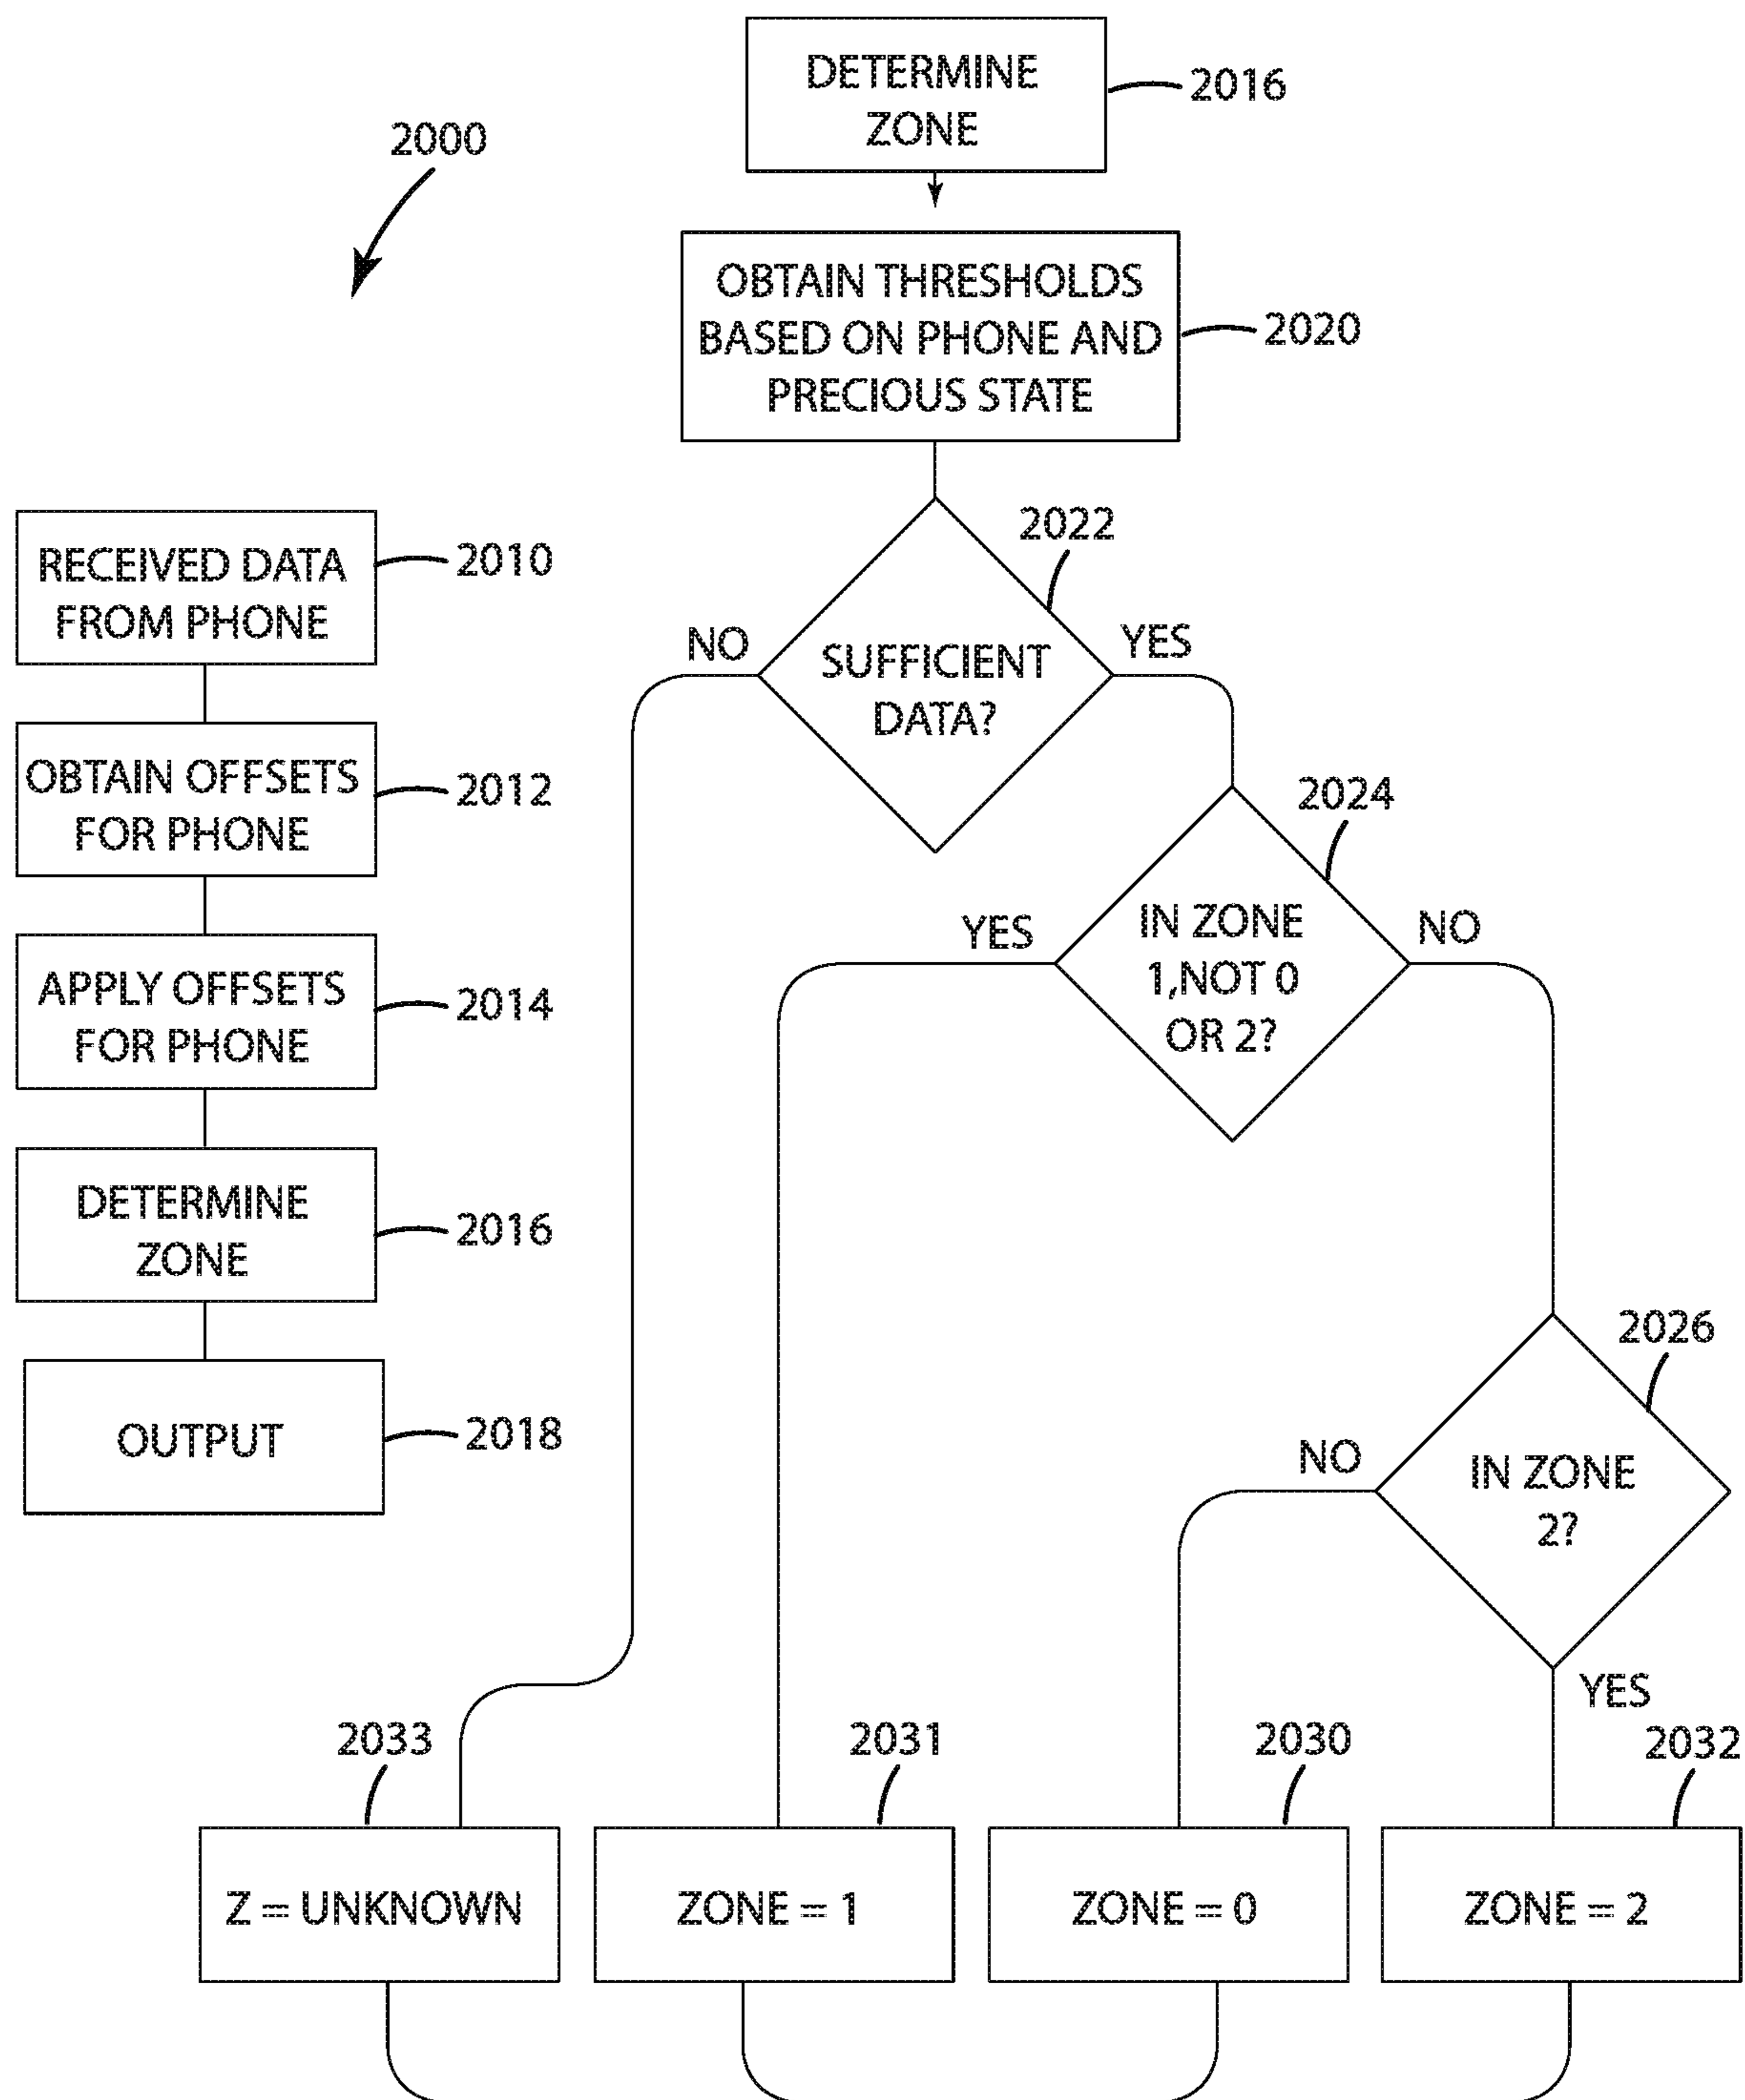 DETERMINE
ZONE
2016
2000
OBTAIN THRESHOLDS
BASED ON PHONE AND
PRECIOUS STATE
2020
RECEIVED DATA
FROM PHONE
2010
OBTAIN OFFSETS
FOR PHONE
2012
APPLY OFFSETS
FOR PHONE
2014
DETERMINE
ZONE
2016
OUTPUT
2018
2022
NO
SUFFICIENT
DATA?
YES
2024
YES
IN ZONE
1,NOT 0
OR 2?
NO
2026
NO
IN ZONE
2?
YES
2033
Z = UNKNOWN
2031
ZONE = 1
2030
ZONE = 0
2032
ZONE = 2